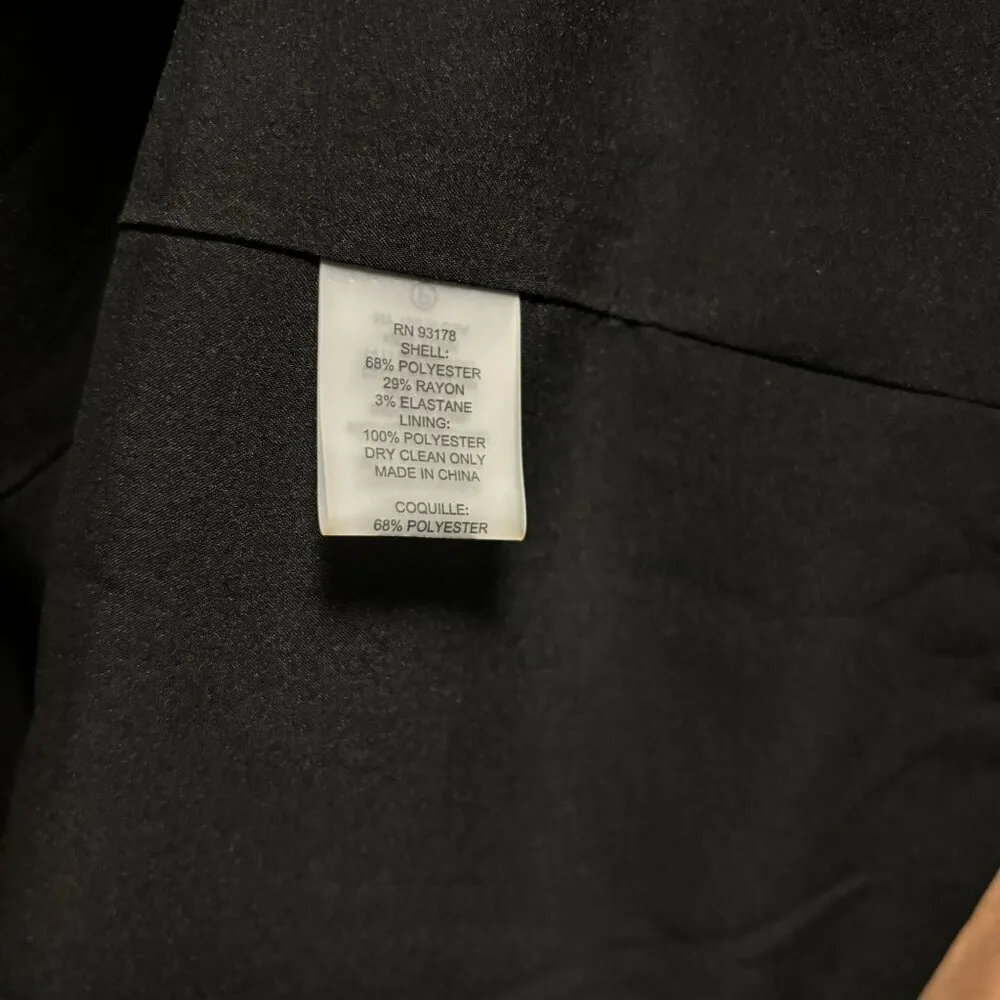 RN 93178
SHELL:
68% POLYESTER
29% RAYON
3% ELASTANE
LINING:
100% POLYESTER
DRY CLEAN ONLY
MADE IN CHINA
COQUILLE:
68% POLYESTER